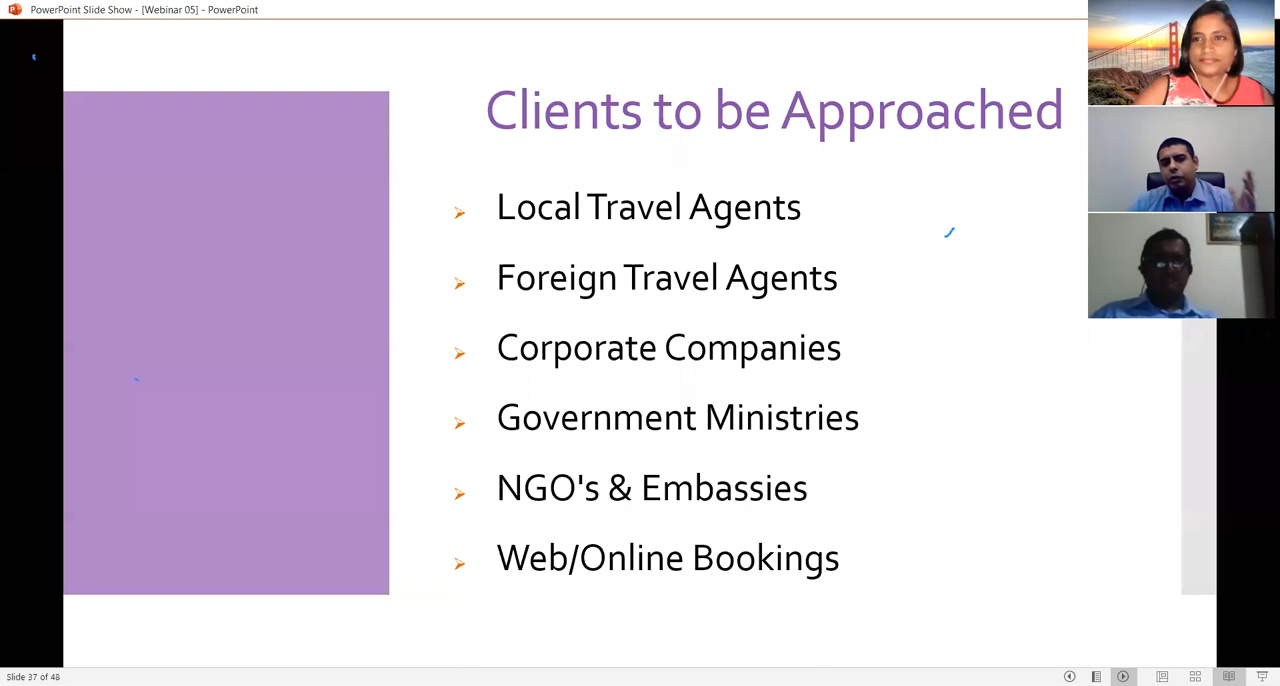 PowerPoint Slide Show - [Webinar 05] - PowerPoint
Clients to be Approached
Local Travel Agents
Foreign Travel Agents
Corporate Companies
Government Ministries
NGO's & Embassies
Web/Online Bookings
Slide 37 of 48